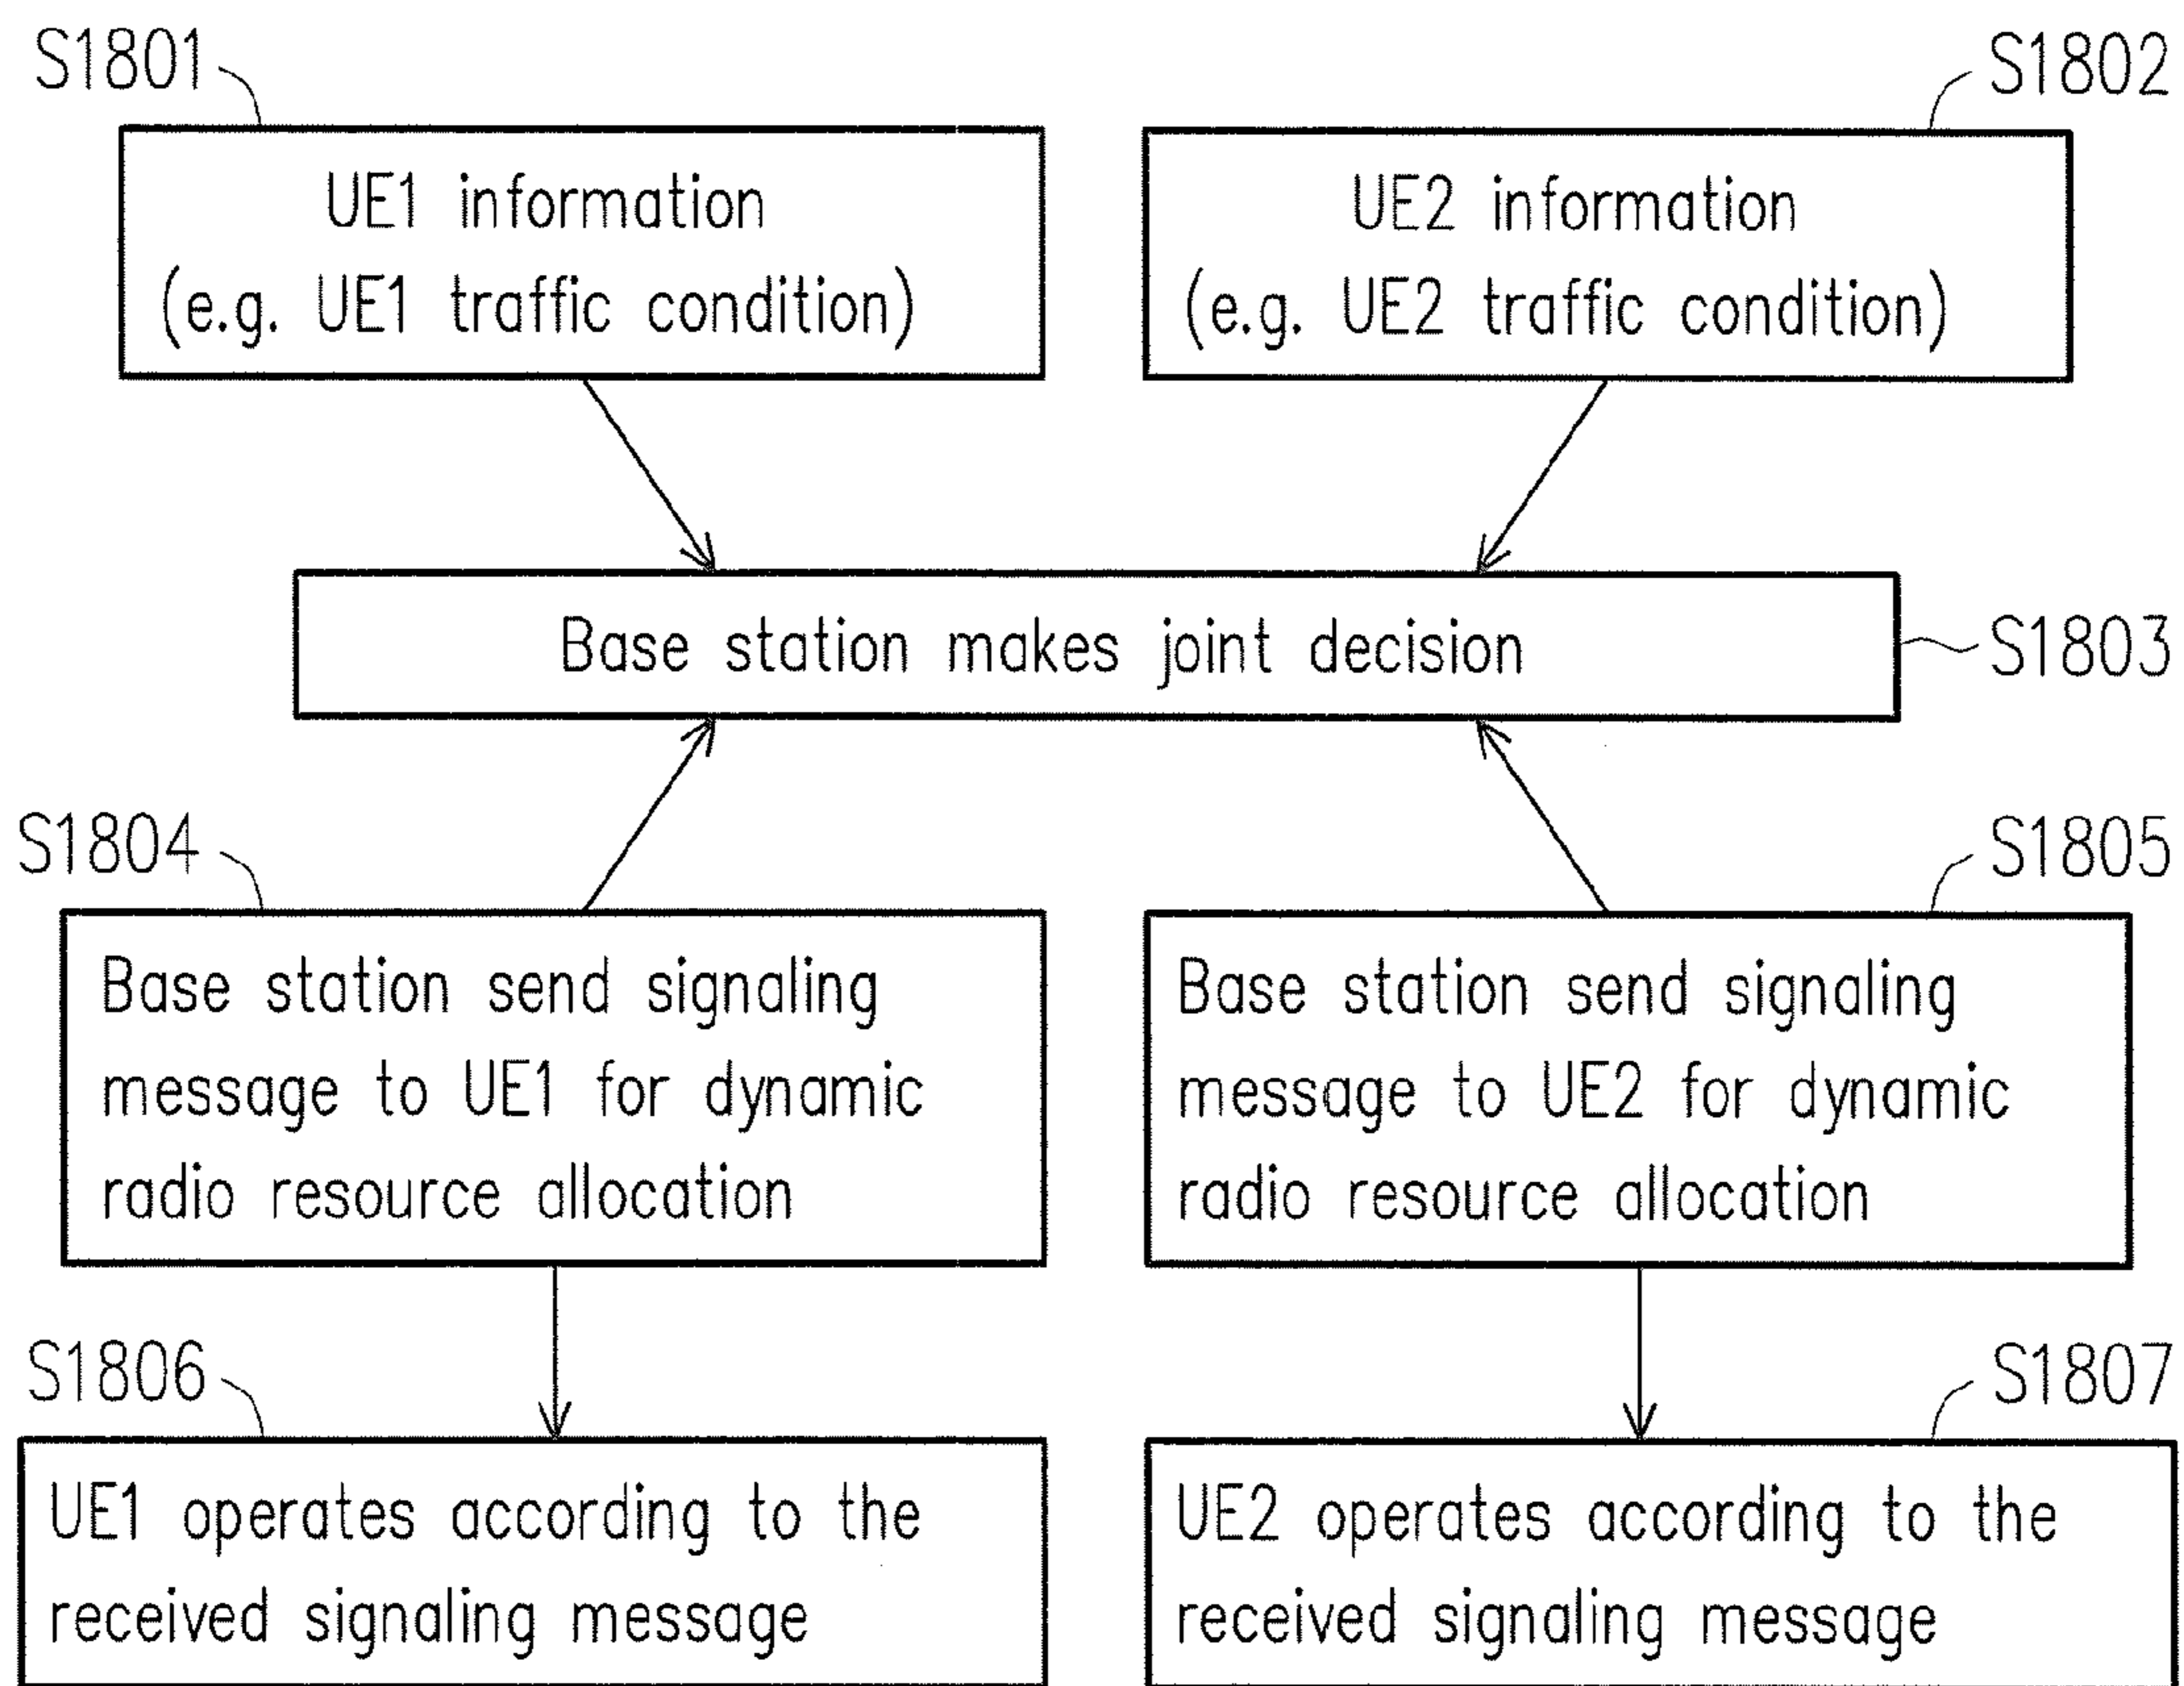 S1801
S1802
UE1 information
(e.g. UE1 traffic condition)
UE2 information
(e.g. UE2 traffic condition)
Base station makes joint decision
S1803
S1804
S1805
Base station send signaling
message to UE1 for dynamic
radio resource allocation
Base station send signaling
message to UE2 for dynamic
radio resource allocation
S1806
S1807
UE1 operates according to the
received signaling message
UE2 operates according to the
received signaling message